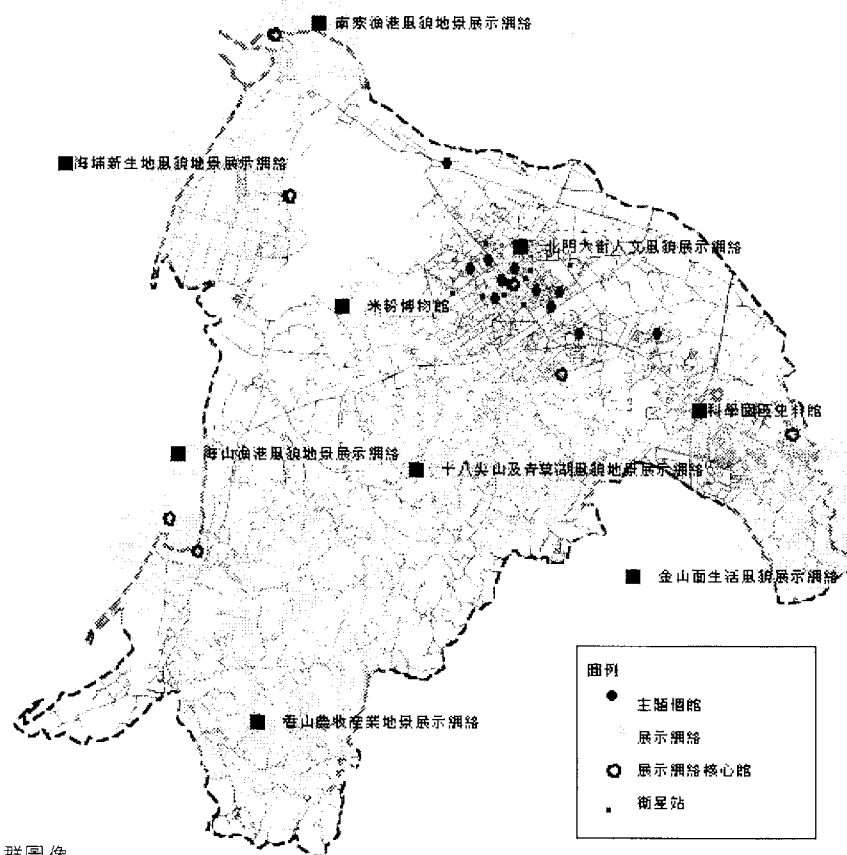 南寮漁港風貌地景展示網絡
海埔新生地風貌地景展示網絡
北門大街人文風貌展示網絡
米粉博物館
科學園區史料館
海山漁港風貌地景展示網絡
十八尖山及青草湖風貌地景展示網絡
金山面生活風貌展示網絡
香山農牧產業地景展示網絡
圖例
主題個館
展示網絡
展示網絡核心館
衛星站
群圖像